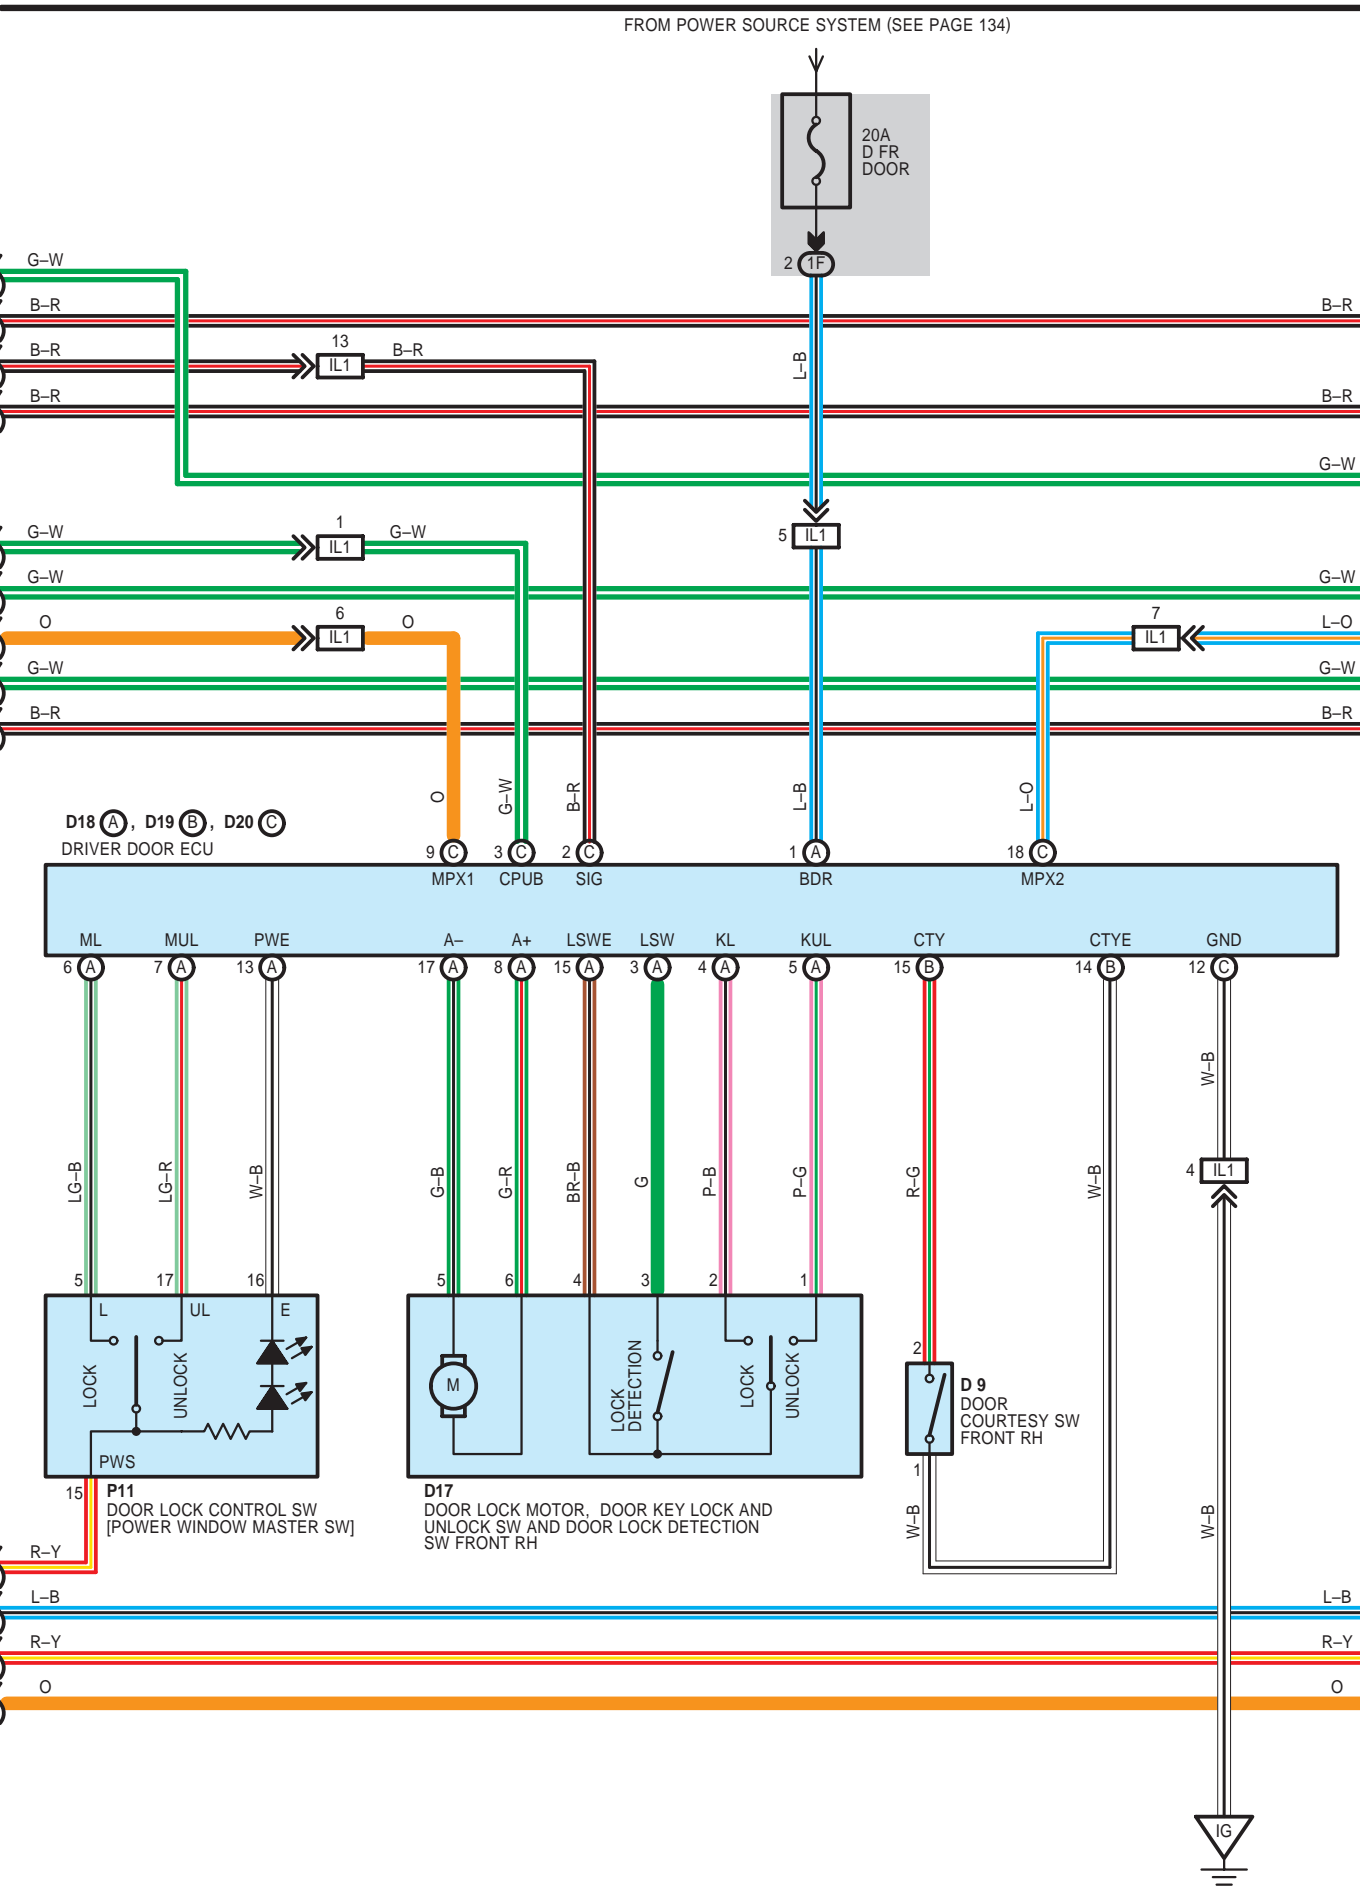 FROM POWER SOURCE SYSTEM (SEE PAGE 134)
20A
D FR
DOOR
2 1F
G–W
B–R B–R
13
B–R IL1 B–R
L–B
B–R B–R
G–W
1
G–W IL1 G–W
5 IL1
G–W G–W
6 7
O IL1 O IL1 L–O
G–W G–W
B–R B–R
O G–W B–R L–B L–O
D18 A , D19 B , D20 C
DRIVER DOOR ECU
9 C 3 C 2 C 1 A 18 C
MPX1 CPUB SIG BDR MPX2
ML MUL PWE A– A+ LSWE LSW KL KUL CTY CTYE GND
6 A 7 A 13 A 17 A 8 A 15 A 3 A 4 A 5 A 15 B 14 B 12 C
W–B
LG–B LG–R W–B G–B G–R BR–B G P–B P–G R–G W–B
4 IL1
5 17 16 5 6 4 3 2 1
L UL E
LOCK UNLOCK
M
LOCK
DETECTION
LOCK UNLOCK
PWS
2
D 9
DOOR
COURTESY SW
FRONT RH
1
15
P11
DOOR LOCK CONTROL SW
[POWER WINDOW MASTER SW]
D17
DOOR LOCK MOTOR, DOOR KEY LOCK AND
UNLOCK SW AND DOOR LOCK DETECTION
SW FRONT RH
W–B W–B
R–Y
L–B L–B
R–Y R–Y
O O
IG